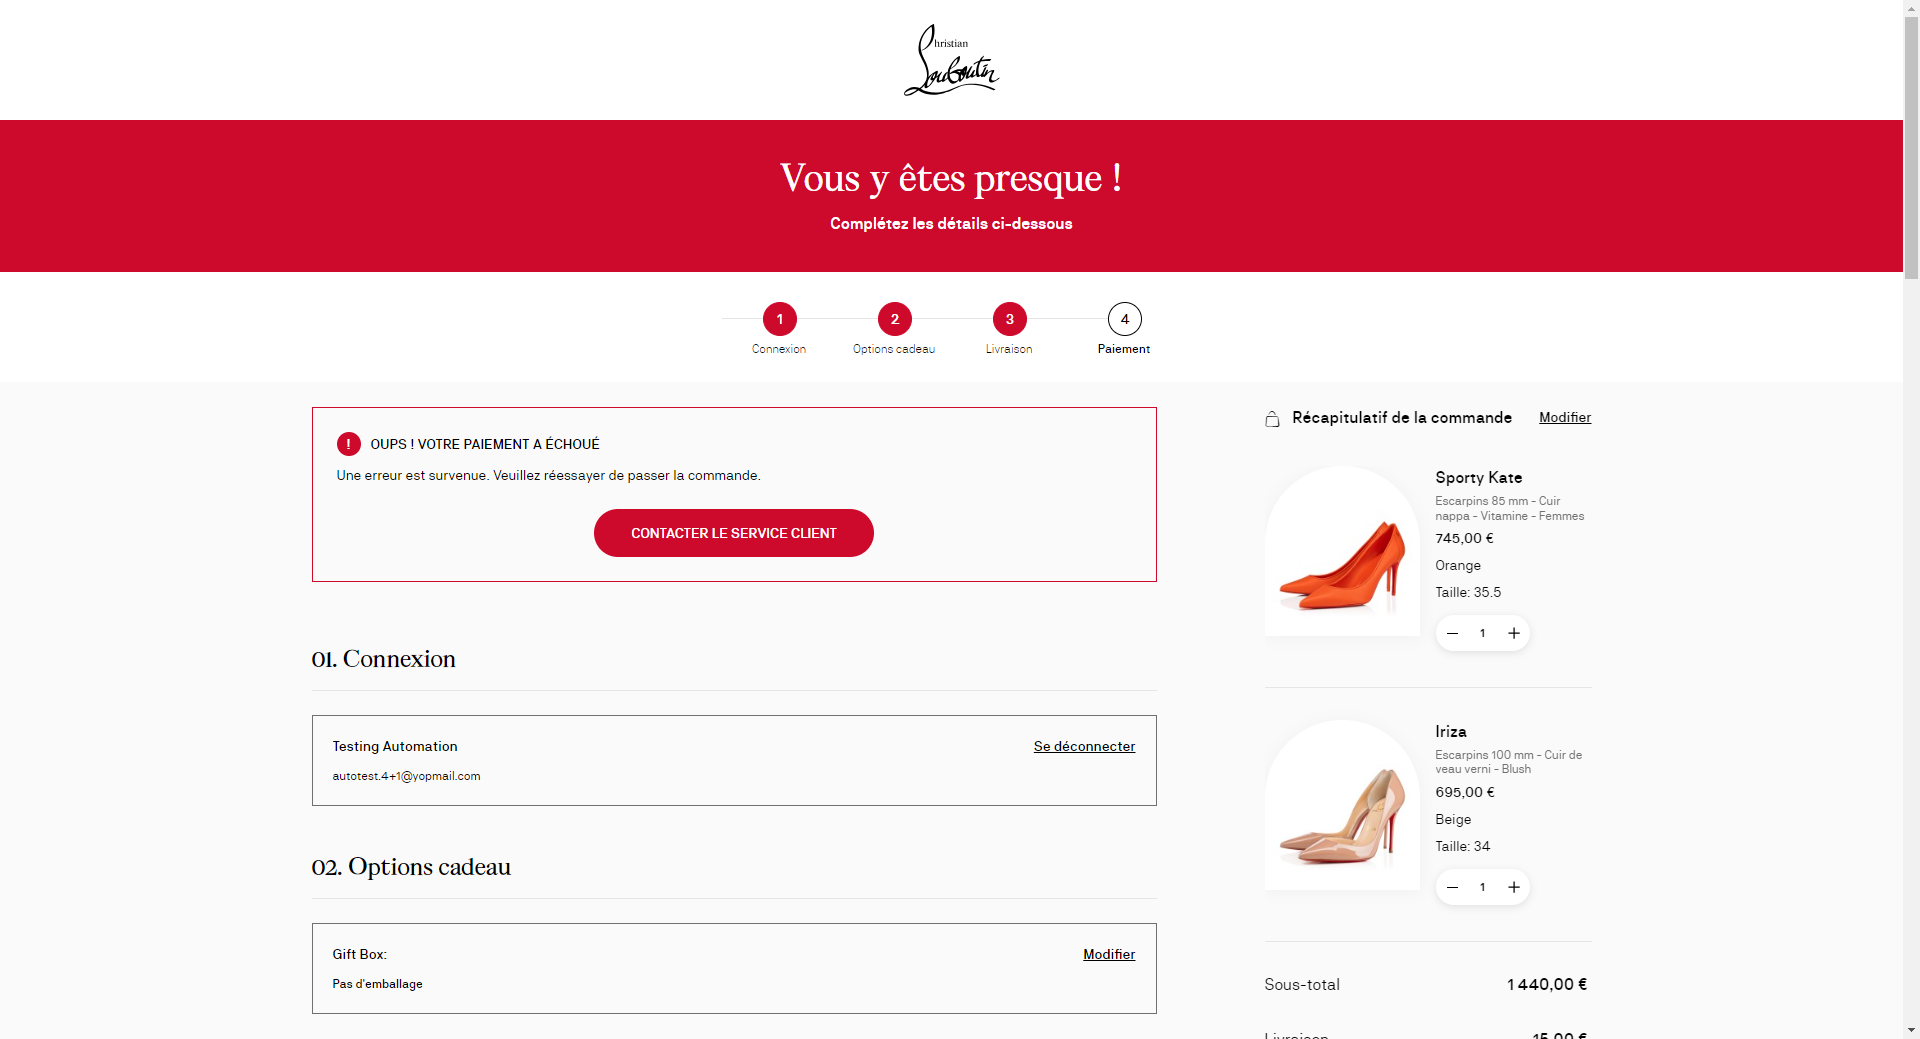 Christian
Louboutin
Vous y êtes presque !
Complétez les détails ci-dessous
1
2
3
4
Connexion
Options cadeau
Livraison
Paiement
! OUPS ! VOTRE PAIEMENT A ÉCHOUÉ
Une erreur est survenue. Veuillez réessayer de passer la commande.
CONTACTER LE SERVICE CLIENT
01. Connexion
Testing Automation
Se déconnecter
autotest.4+1@yopmail.com
02. Options cadeau
Gift Box:
Modifier
Pas d'emballage
Récapitulatif de la commande
Modifier
Sporty Kate
Escarpins 85 mm - Cuir
nappa - Vitamine - Femmes
745,00 €
Orange
Taille: 35.5
— 1 +
Iriza
Escarpins 100 mm - Cuir de
veau verni - Blush
695,00 €
Beige
Taille: 34
— 1 +
Sous-total
1 440,00 €
Livraison
15,00 €